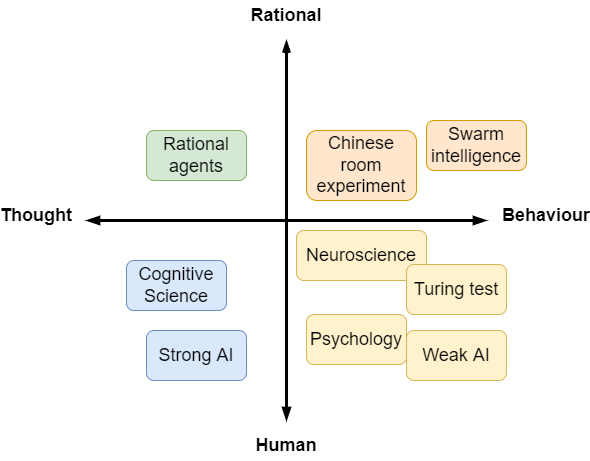 Rational
Rational
agents
Chinese
room
experiment
Swarm
intelligence
Thought
Behaviour
Neuroscience
Cognitive
Science
Turing test
Psychology
Strong AI
Weak AI
Human